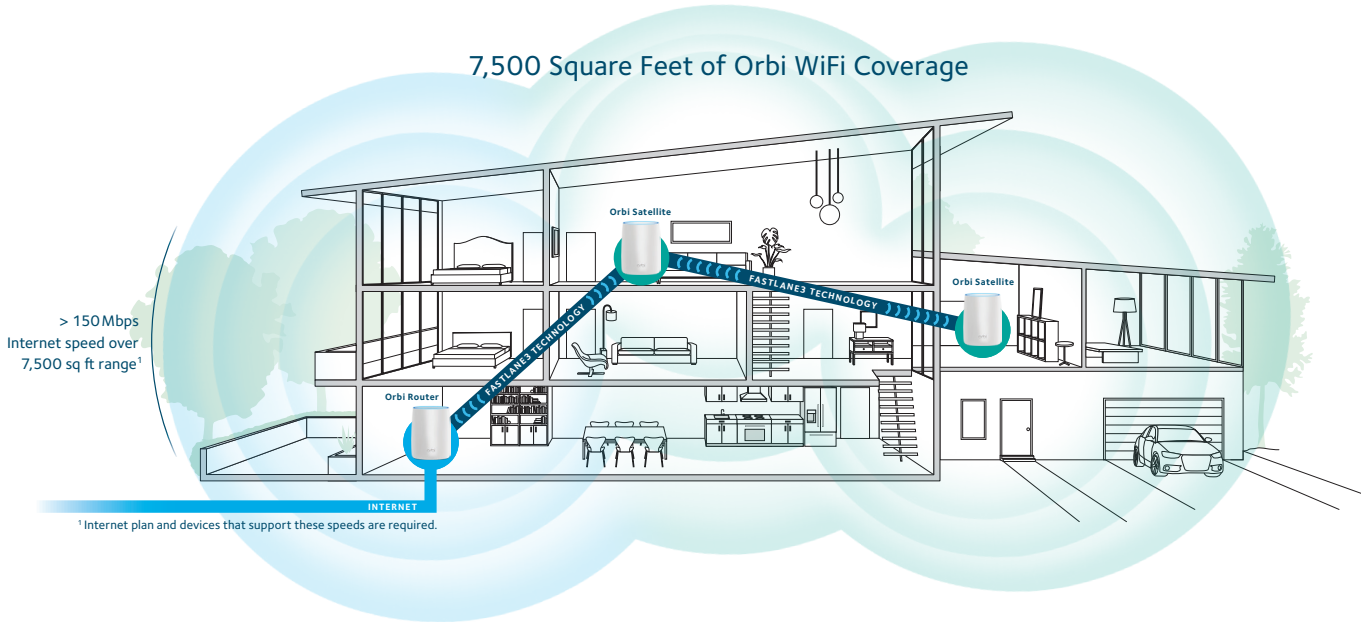 7,500 Square Feet of Orbi WiFi Coverage
Orbi Satellite
FASTLANE3 TECHNOLOGY
Orbi Satellite
> 150 Mbps
Internet speed over
7,500 sq ft range¹
FASTLANE3 TECHNOLOGY
Orbi Router
INTERNET
¹ Internet plan and devices that support these speeds are required.